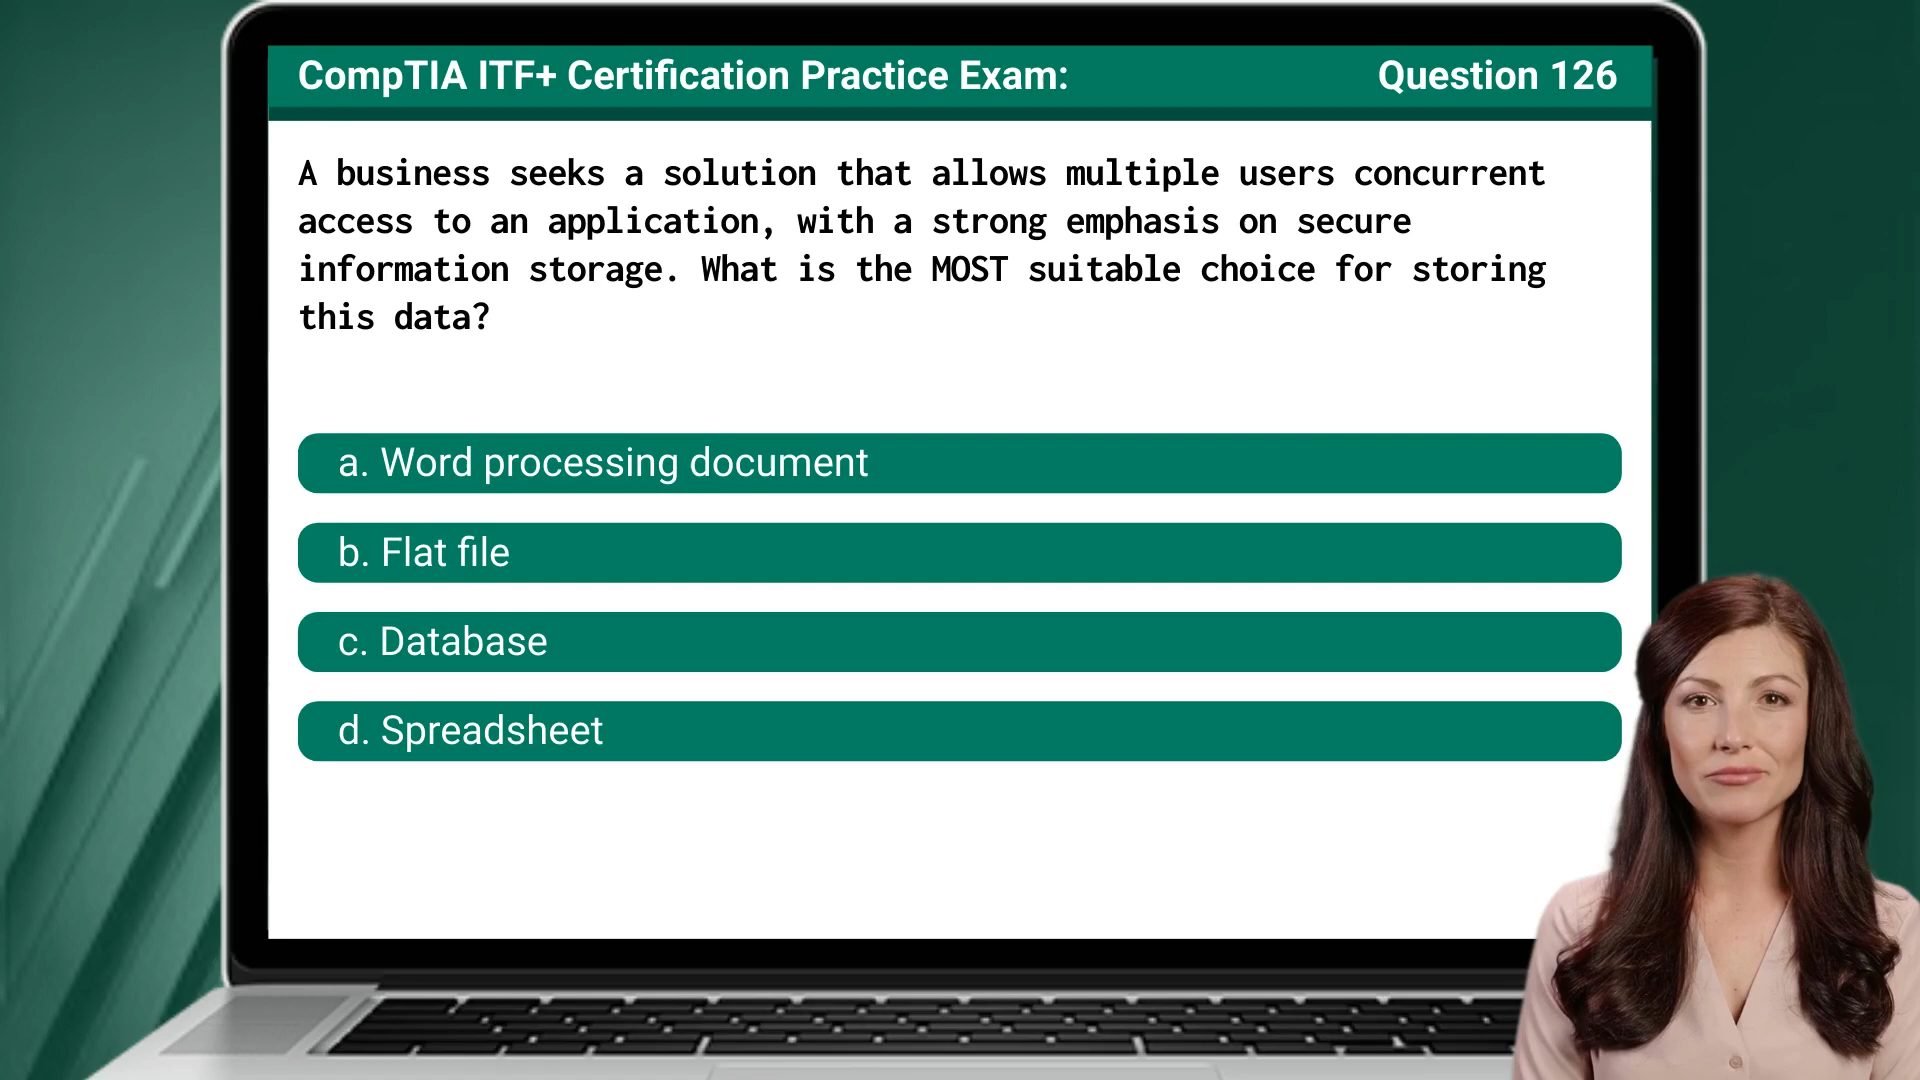 CompTIA ITF+ Certification Practice Exam:
Question 126
A business seeks a solution that allows multiple users concurrent
access to an application, with a strong emphasis on secure
information storage. What is the MOST suitable choice for storing
this data?
a. Word processing document
b. Flat file
c. Database
d. Spreadsheet